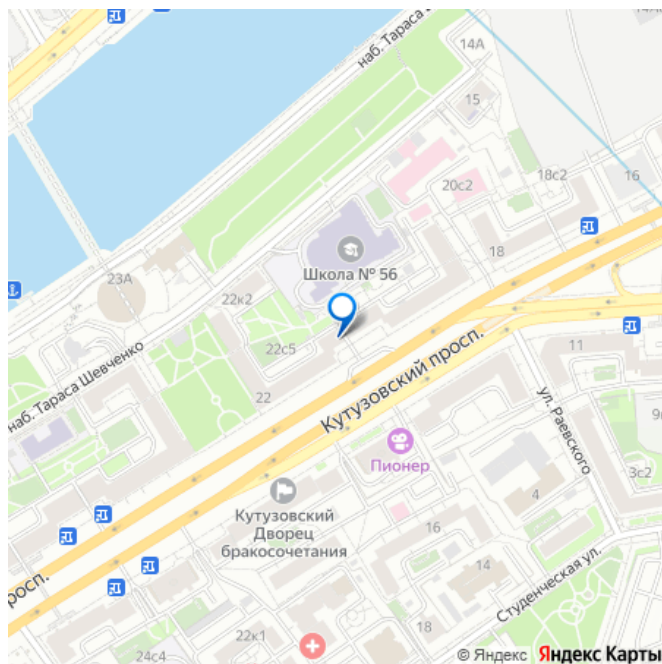 наб. Тараса
14А
15
18с2
16
20с2
18
Школа № 56
23А
22к2
22с5
22
наб. Тараса Шевченко
Кутузовский просп.
11
ул. Раевского
Пионер
3с2
4
Кутузовский
Дворец
бракосочетания
16
14
Студенческая ул.
просп.
22к1
18
24с4
© Яндекс Яндекс Карты